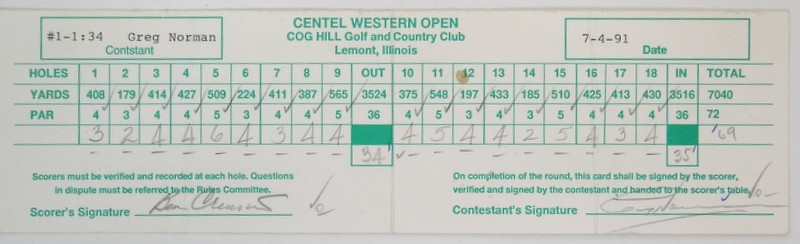 CENTEL WESTERN OPEN
#1-1:34 Greg Norman COG HILL Golf and Country Club 7-4-91
Contstant Lemont, Illinois Date
HOLES 1 2 3 4 5 6 7 8 9 OUT 10 11 12 13 14 15 16 17 18 IN TOTAL
YARDS 408 179 414 427 509 224 411 387 565 3524 375 548 197 433 185 510 425 413 430 3516 7040
PAR 4 3 4 4 5 3 4 4 5 36 4 5 3 4 3 5 4 4 4 36 72
3 2 4 4 6 4 3 4 4 4 5 4 4 2 5 4 3 4 69
34 35
Scorers must be verified and recorded at each hole. Questions
in dispute must be referred to the Rules Committee.
Scorer's Signature Ben Crenshaw
On completion of the round, this card shall be signed by the scorer,
verified and signed by the contestant and handed to the scorer's table.
Contestant's Signature